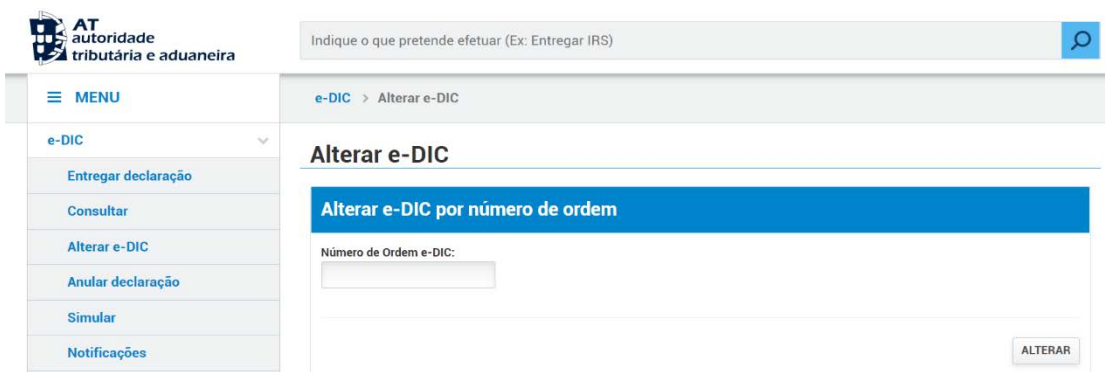 AT
autoridade
tributária e aduaneira
Indique o que pretende efetuar (Ex: Entregar IRS)
MENU
e-DIC > Alterar e-DIC
e-DIC
Entregar declaração
Consultar
Alterar e-DIC
Anular declaração
Simular
Notificações
Alterar e-DIC
Alterar e-DIC por número de ordem
Número de Ordem e-DIC:
ALTERAR